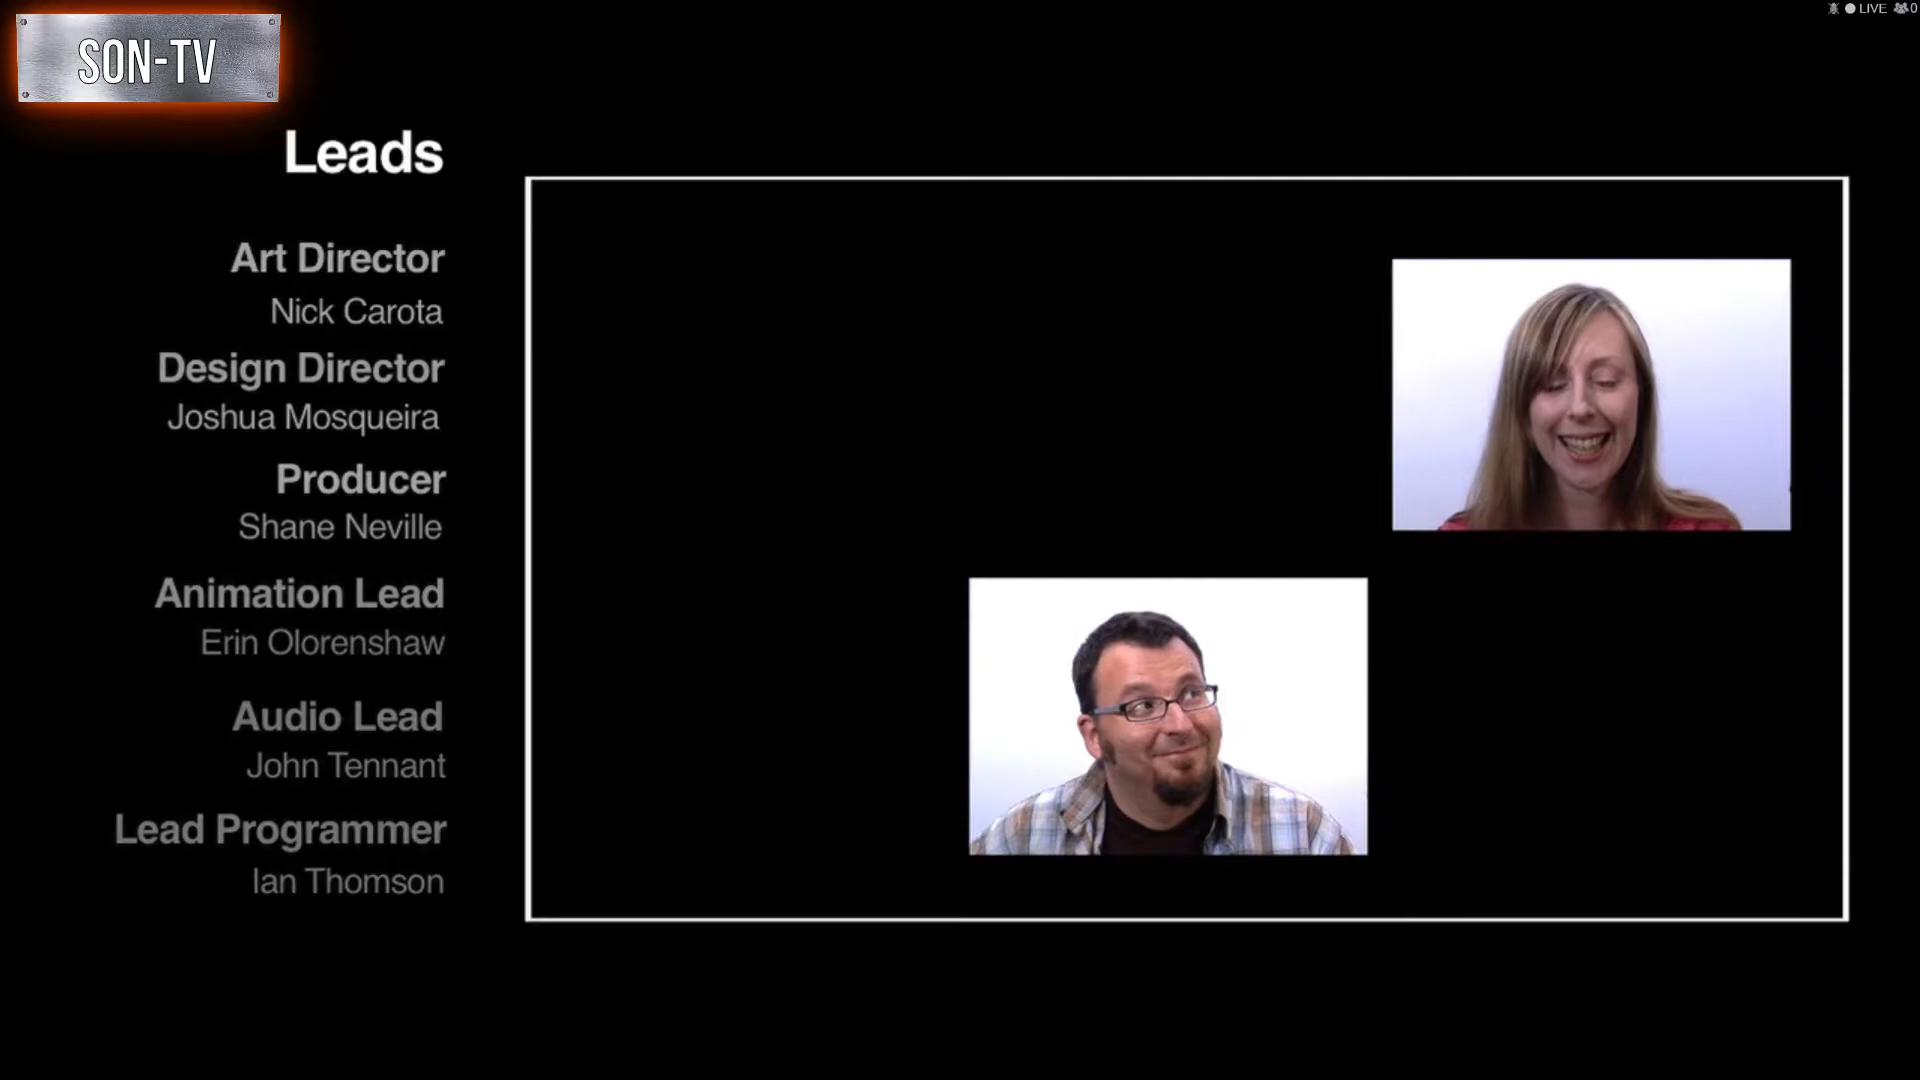 SON-TV
LIVE 0
Leads
Art Director
Nick Carota
Design Director
Joshua Mosqueira
Producer
Shane Neville
Animation Lead
Erin Olorenshaw
Audio Lead
John Tennant
Lead Programmer
Ian Thomson